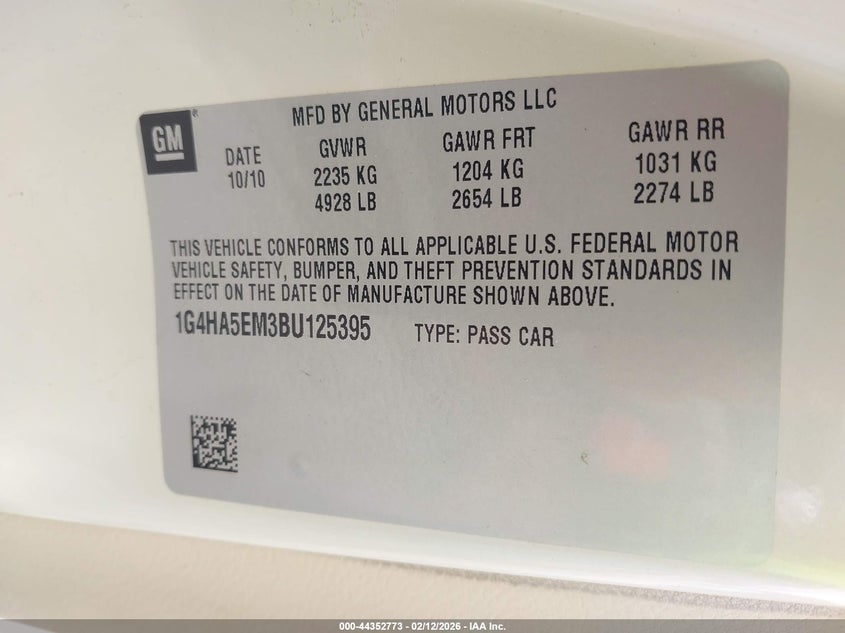 MFD BY GENERAL MOTORS LLC
GM®
DATE GVWR GAWR FRT GAWR RR
10/10 2235 KG 1204 KG 1031 KG
4928 LB 2654 LB 2274 LB
THIS VEHICLE CONFORMS TO ALL APPLICABLE U.S. FEDERAL MOTOR
VEHICLE SAFETY, BUMPER, AND THEFT PREVENTION STANDARDS IN
EFFECT ON THE DATE OF MANUFACTURE SHOWN ABOVE.
1G4HA5EM3BU125395 TYPE: PASS CAR
000-44352773 - 02/12/2026 - IAA Inc.